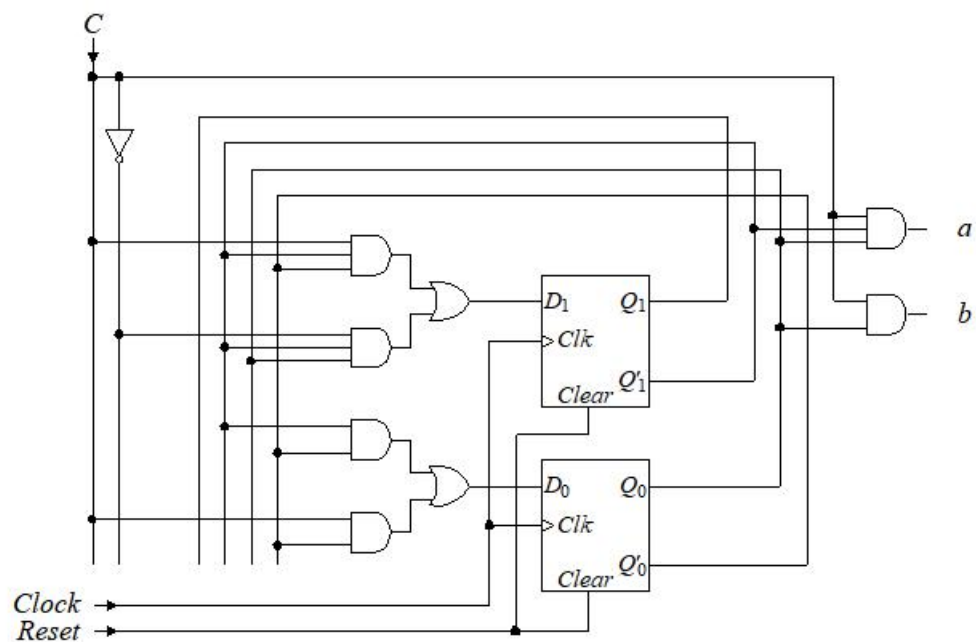 C
a
D₁ Q₁
Clk
b
Q'₁
Clear
D₀ Q₀
Clk
Q'₀
Clear
Clock
Reset